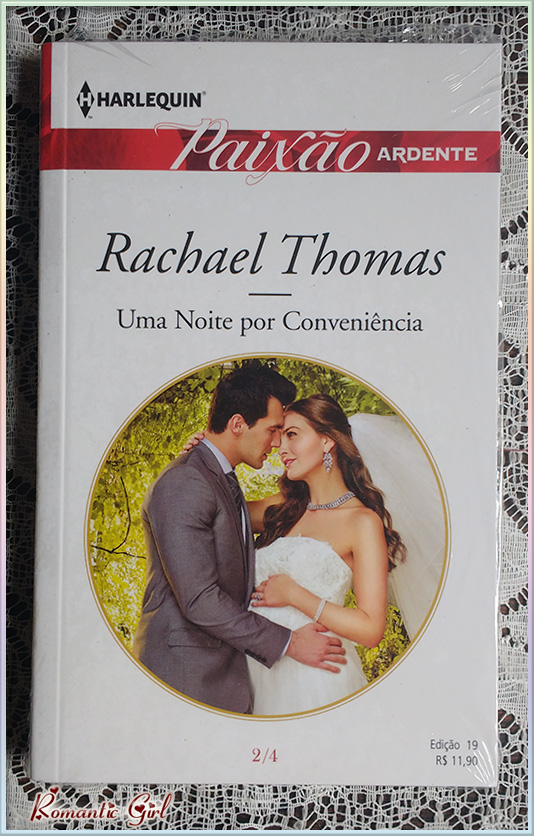 HARLEQUIN®
Paixão ARDENTE
Rachael Thomas
Uma Noite por Conveniência
2/4
Edição 19
R$ 11,90
Romantic Girl